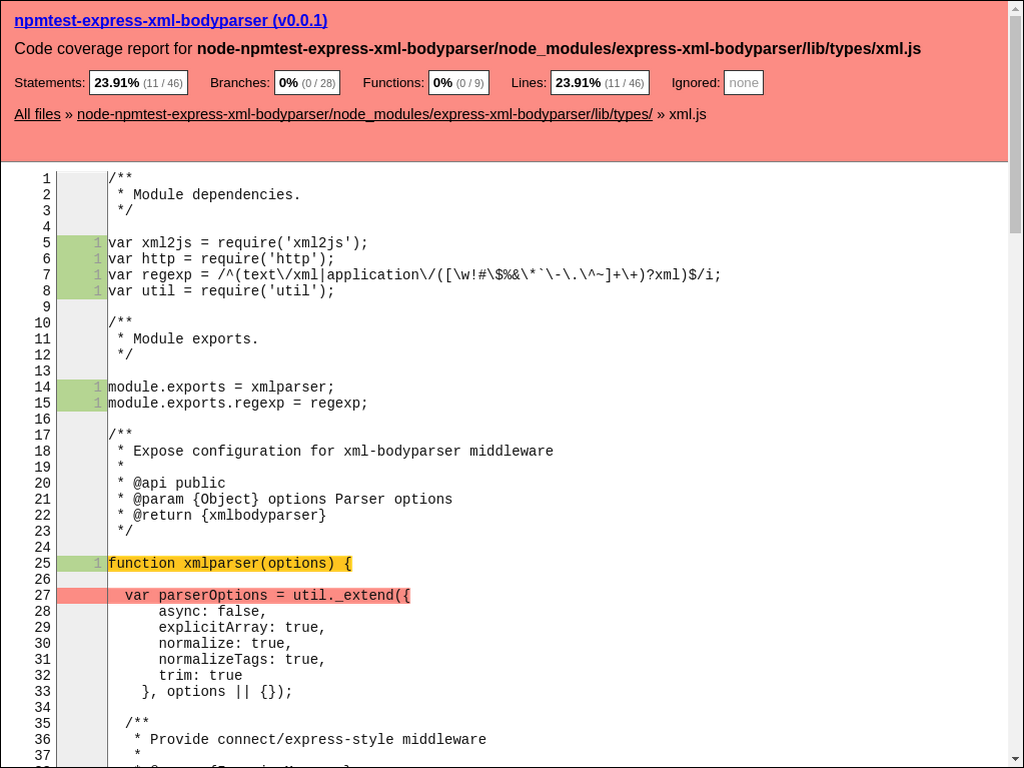 npmtest-express-xml-bodyparser (v0.0.1)
Code coverage report for node-npmtest-express-xml-bodyparser/node_modules/express-xml-bodyparser/lib/types/xml.js
Statements: 23.91% (11 / 46) Branches: 0% (0 / 28) Functions: 0% (0 / 9) Lines: 23.91% (11 / 46) Ignored: none
All files » node-npmtest-express-xml-bodyparser/node_modules/express-xml-bodyparser/lib/types/ » xml.js
1 /**
2 * Module dependencies.
3 */
4
5 1 var xml2js = require('xml2js');
6 1 var http = require('http');
7 1 var regexp = /^(text\/xml|application\/([\w!#\$%&\*`\-\.\^~]+\+)?xml)$/i;
8 1 var util = require('util');
9
10 /**
11 * Module exports.
12 */
13
14 1 module.exports = xmlparser;
15 1 module.exports.regexp = regexp;
16
17 /**
18 * Expose configuration for xml-bodyparser middleware
19 *
20 * @api public
21 * @param {Object} options Parser options
22 * @return {xmlbodyparser}
23 */
24
25 1 function xmlparser(options) {
26
27 var parserOptions = util._extend({
28 async: false,
29 explicitArray: true,
30 normalize: true,
31 normalizeTags: true,
32 trim: true
33 }, options || {});
34
35 /**
36 * Provide connect/express-style middleware
37 *